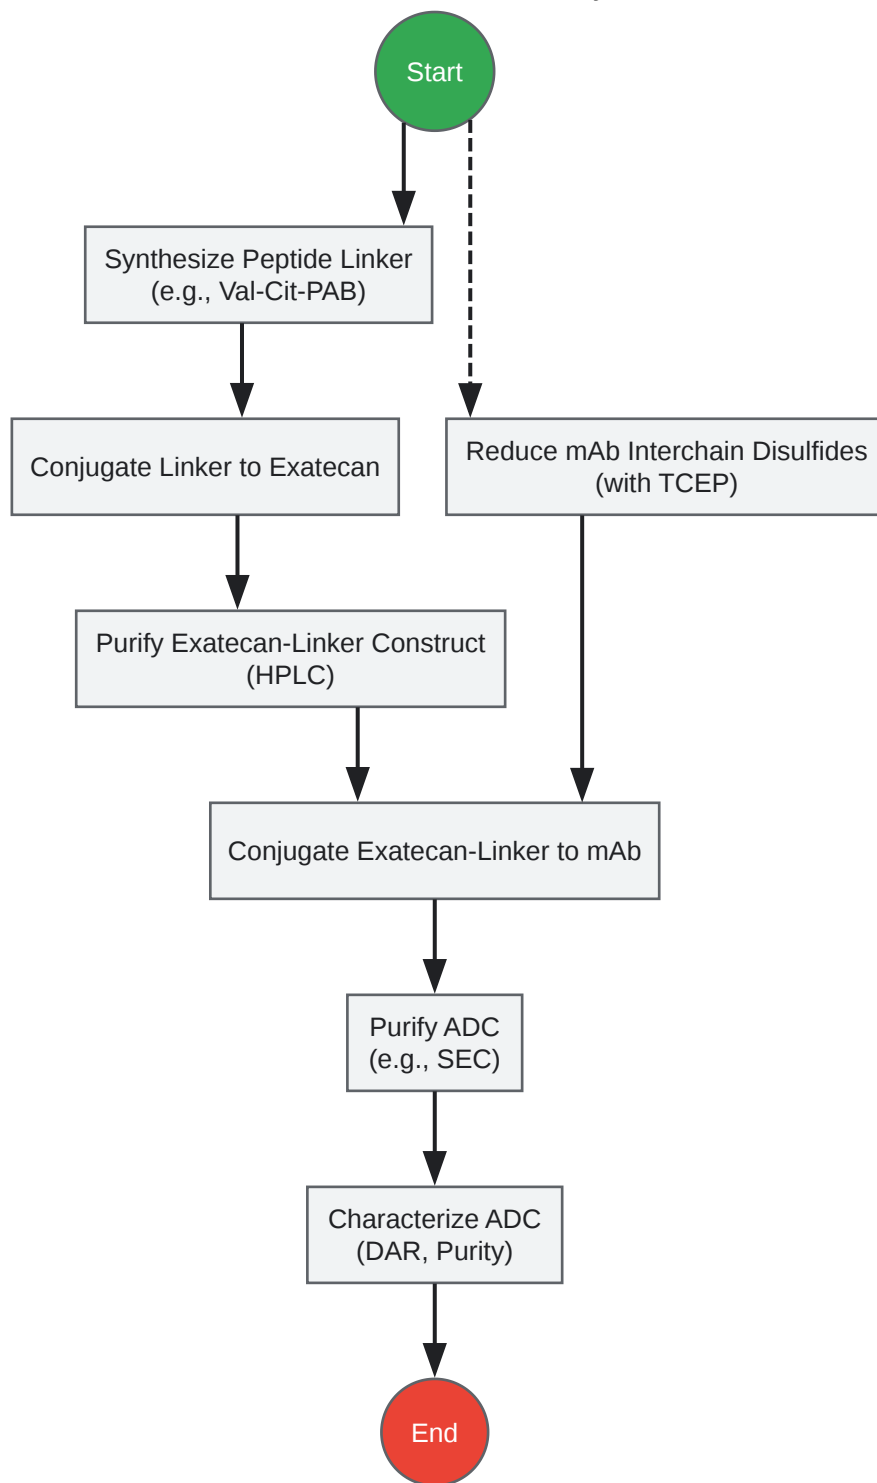 Start
Synthesize Peptide Linker
(e.g., Val-Cit-PAB)
Conjugate Linker to Exatecan
Reduce mAb Interchain Disulfides
(with TCEP)
Purify Exatecan-Linker Construct
(HPLC)
Conjugate Exatecan-Linker to mAb
Purify ADC
(e.g., SEC)
Characterize ADC
(DAR, Purity)
End